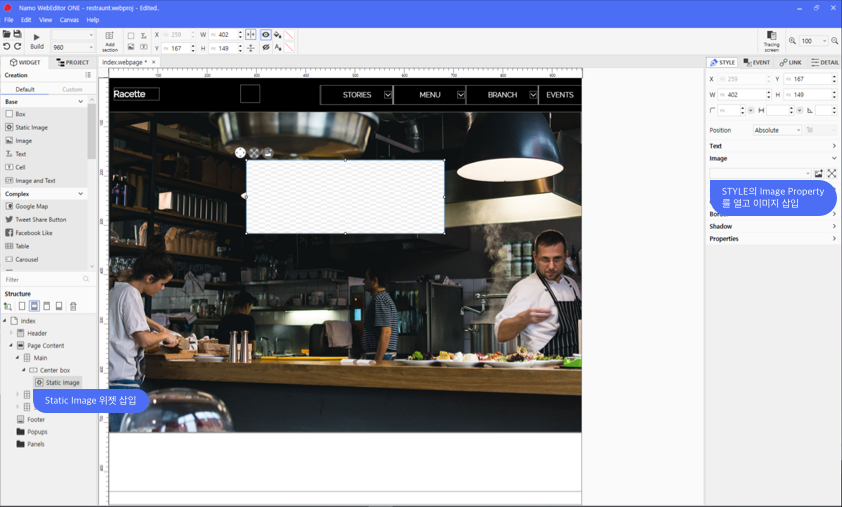 Namo WebEditor ONE - restraunt.webproj - Edited.
File Edit View Canvas Help
Build
960
Add section
X 259 W 402
Y 167 H 149
Tracing screen
100
WIDGET PROJECT
index.webpage *
STYLE EVENT LINK DETAIL
Creation
Default Custom
Base
Box
Static Image
Image
Text
Cell
Image and Text
Complex
Google Map
Tweet Share Button
Facebook Like
Table
Carousel
Filter
Structure
index
Header
Page Content
Main
Center box
Static Image
Static Image 위젯 삽입
Footer
Popups
Panels
Racette
STORIES MENU BRANCH EVENTS
X 259 Y 167
W 402 H 149
Position Absolute
Text
Image
STYLE의 Image Property
를 열고 이미지 삽입
Shadow
Properties